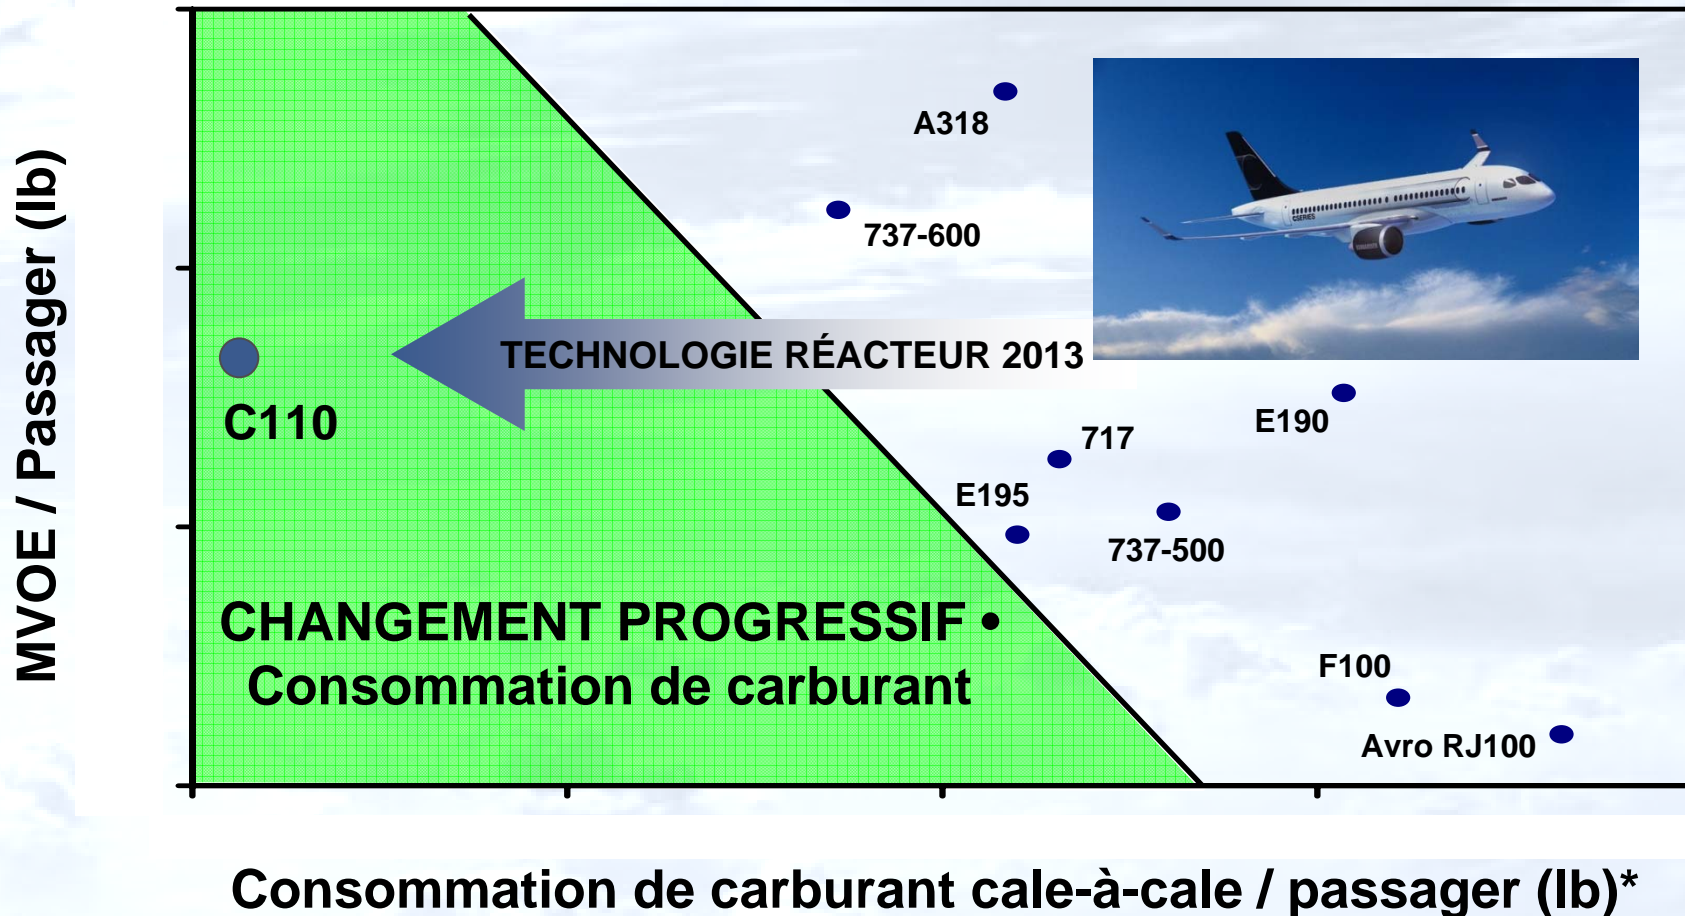 MVOE / Passager (lb)
A318
737-600
CSERIES
TECHNOLOGIE RÉACTEUR 2013
C110
E190
717
E195
737-500
CHANGEMENT PROGRESSIF •
Consommation de carburant
F100
Avro RJ100
Consommation de carburant cale-à-cale / passager (lb)*